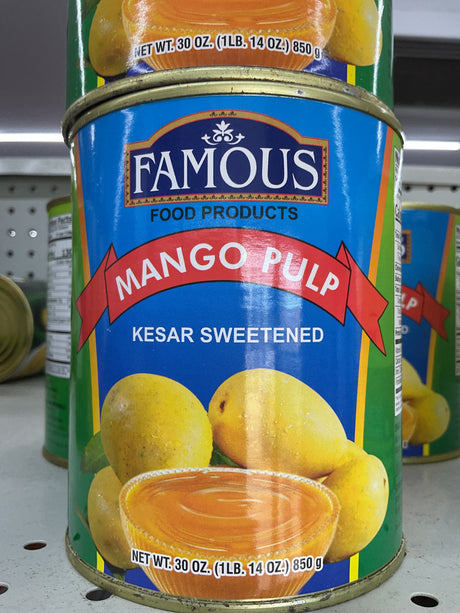 NET WT. 30 OZ. (1LB. 14 OZ.) 850 g
FAMOUS
FOOD PRODUCTS
MANGO PULP
KESAR SWEETENED
NET WT. 30 OZ. (1LB. 14 OZ.) 850 g